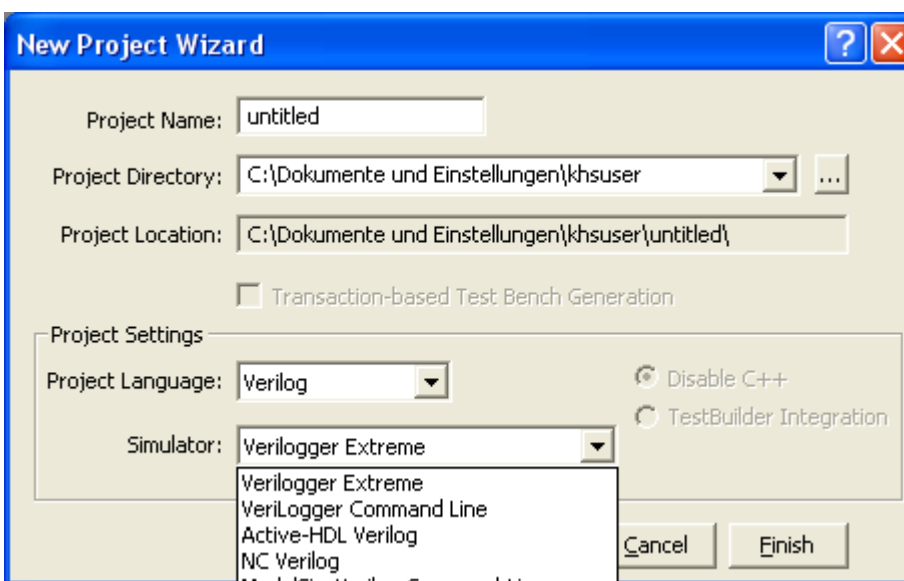 New Project Wizard
Project Name: untitled
Project Directory: C:\Dokumente und Einstellungen\khsuser ...
Project Location: C:\Dokumente und Einstellungen\khsuser\untitled\
Transaction-based Test Bench Generation
Project Settings
Project Language: Verilog
Disable C++
TestBuilder Integration
Simulator: Verilogger Extreme
Verilogger Extreme
VeriLogger Command Line
Active-HDL Verilog
NC Verilog
Cancel Finish